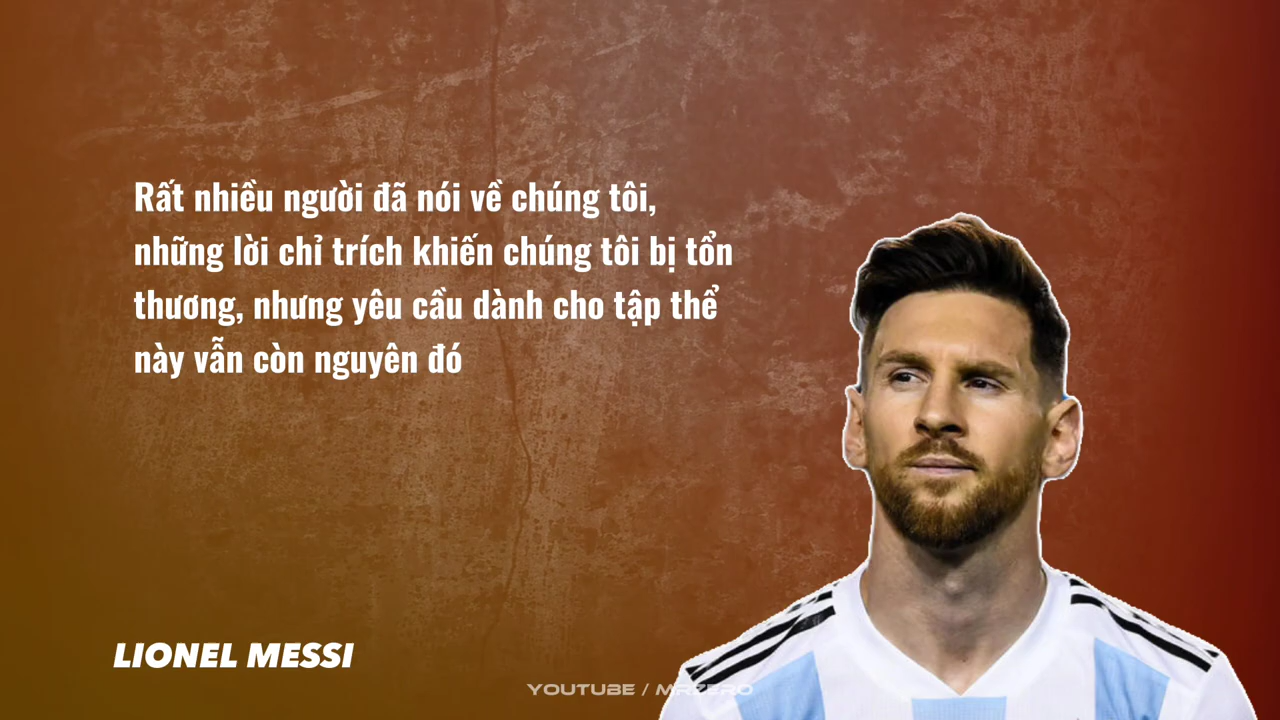 Rất nhiều người đã nói về chúng tôi,
những lời chỉ trích khiến chúng tôi bị tổn
thương, nhưng yêu cầu dành cho tập thể
này vẫn còn nguyên đó
LIONEL MESSI
YOUTUBE / MRZERO